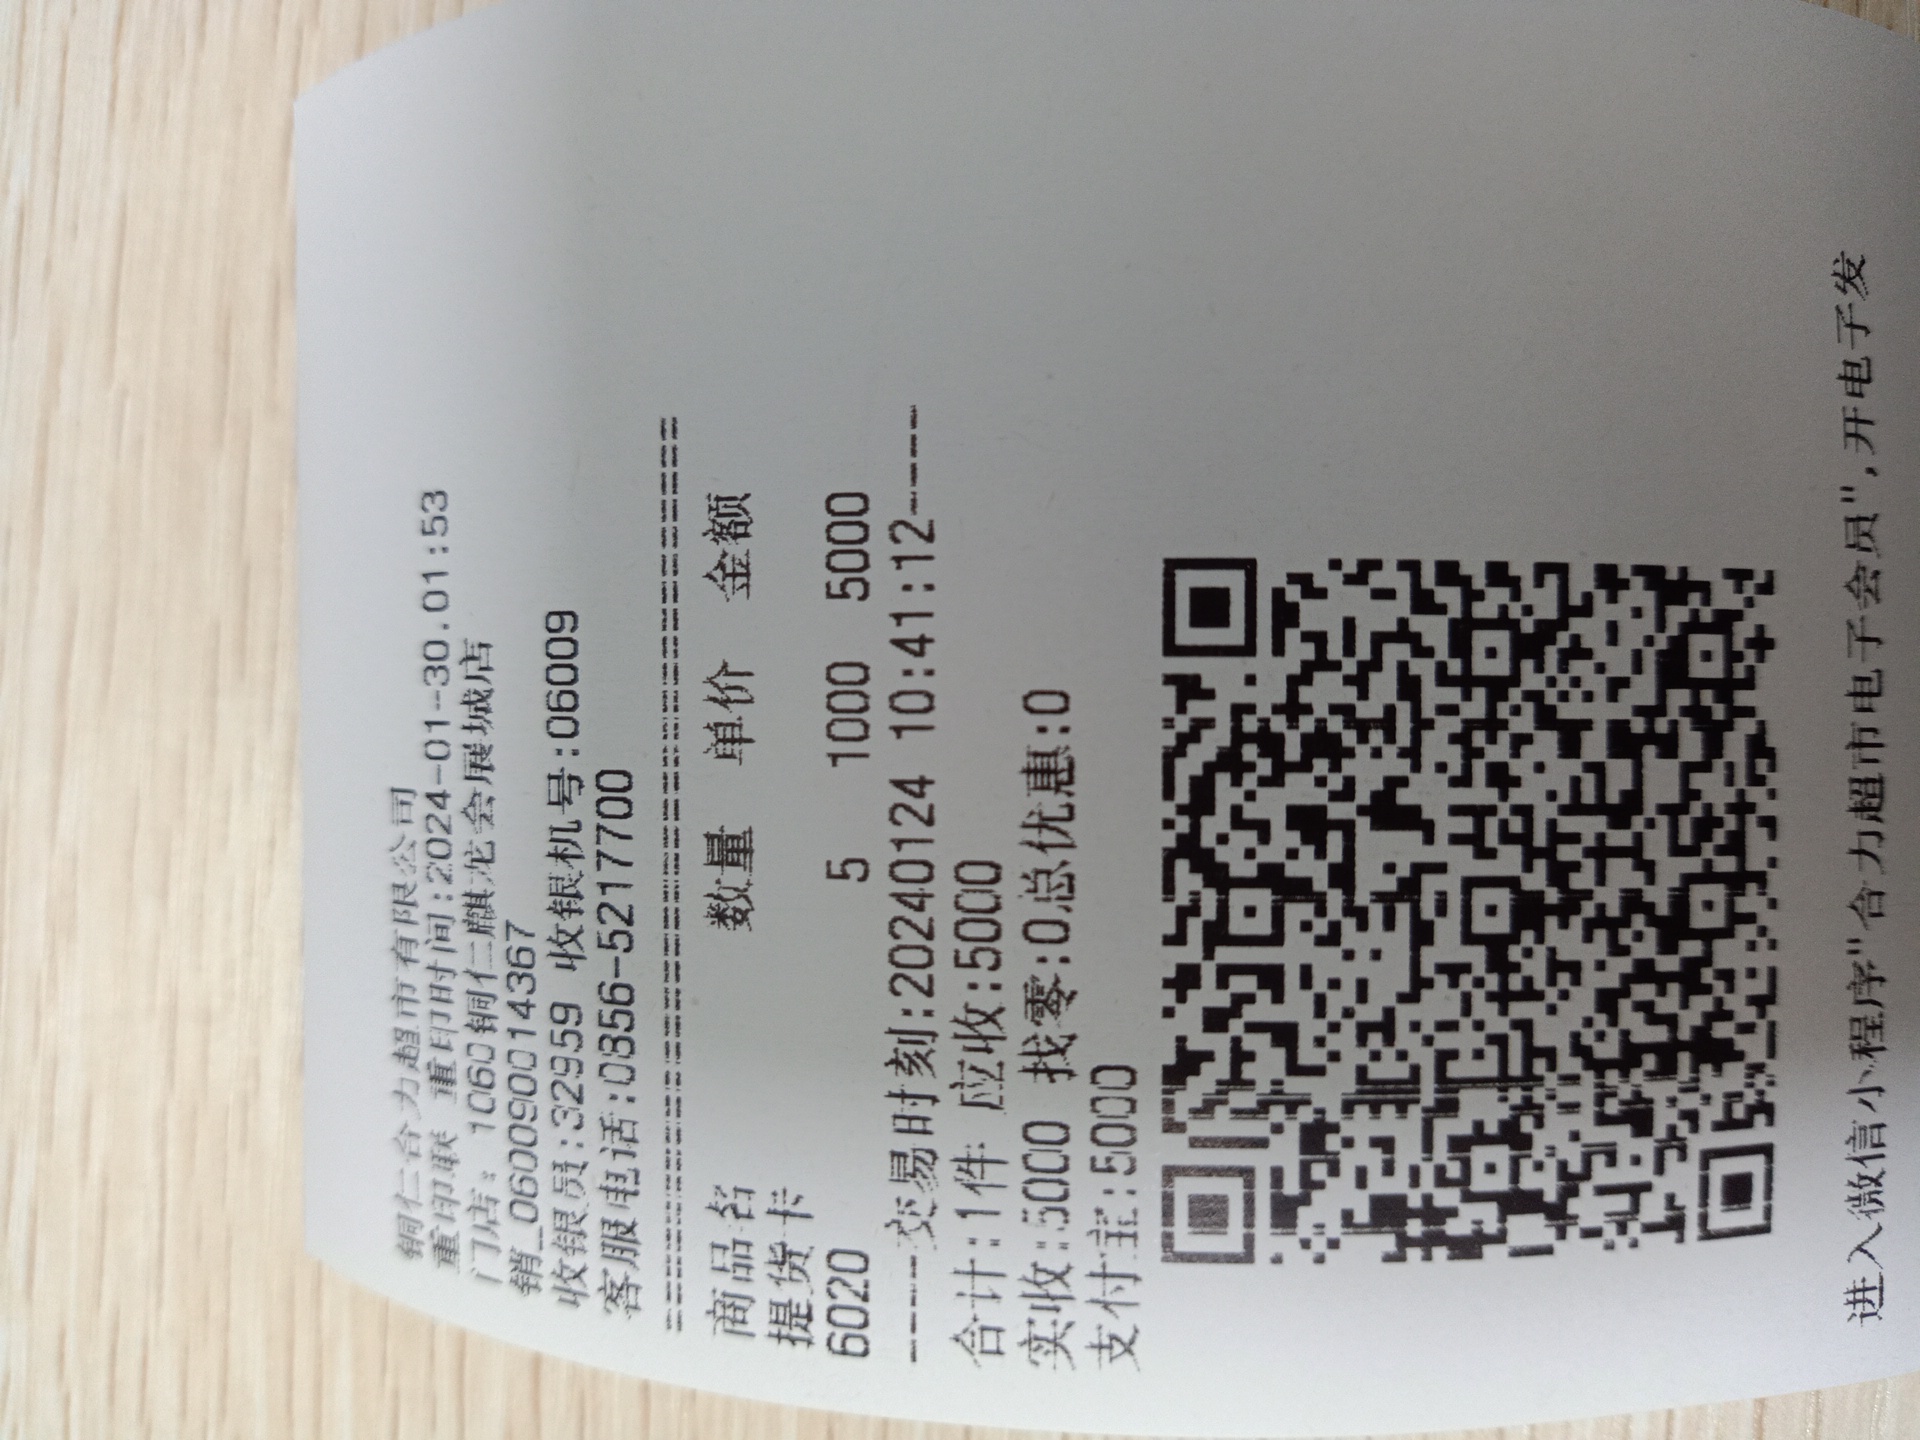 铜仁合力超市有限公司
重印联 重印时间:2024-01-30.01:53
门店: 1060铜仁麒龙会展城店
销_060090014367
收银员:32959 收银机号:06009
客服电话:0856-5217700
================================
商品名 数量 单价 金额
提货卡
6020 5 1000 5000
----交易时刻:20240124 10:41:12----
合计:1件 应收:5000
实收:5000 找零:0总优惠:0
支付宝:5000
进入微信小程序"合力超市电子会员",开电子发